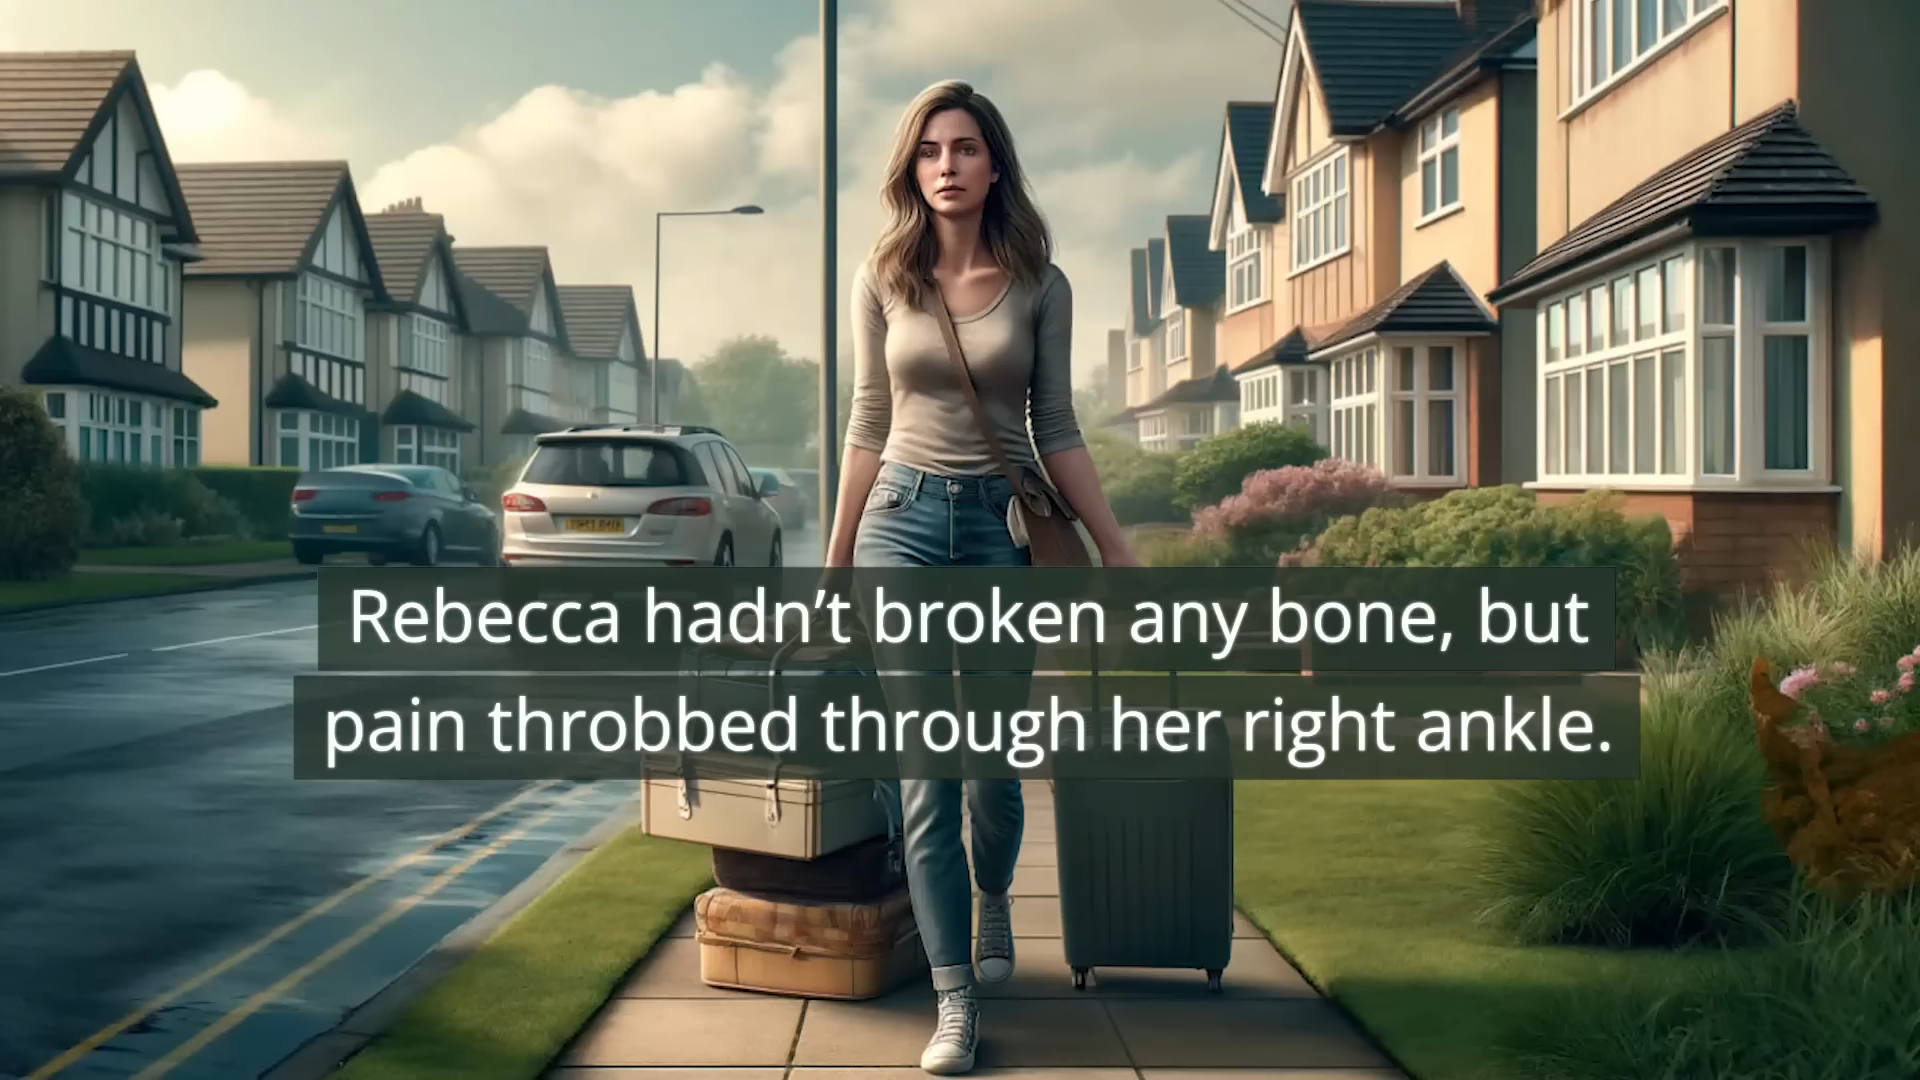 Rebecca hadn’t broken any bone, but
pain throbbed through her right ankle.